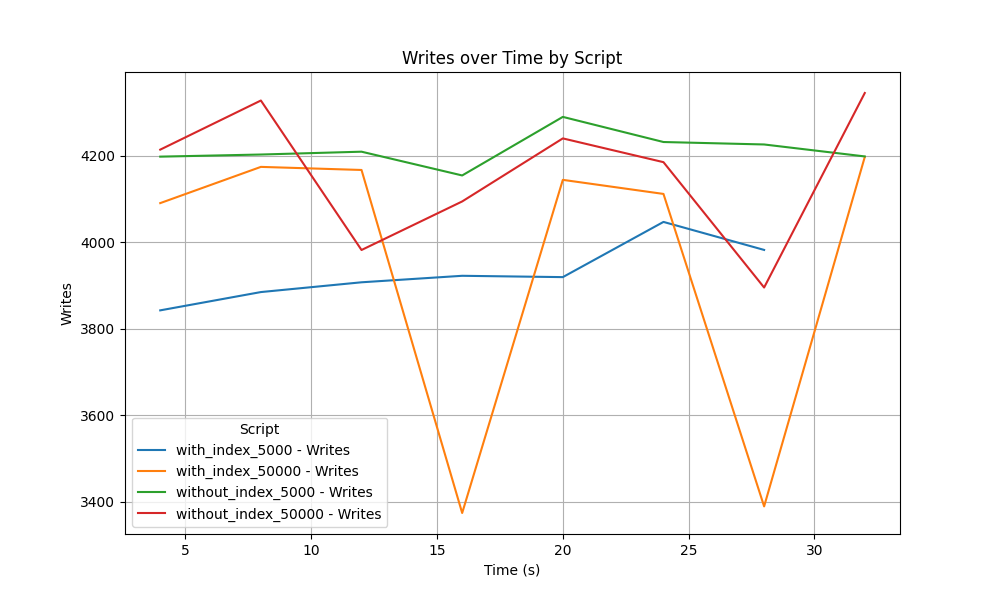 Writes over Time by Script
Writes
4200
4000
3800
3600
3400
Script
with_index_5000 - Writes
with_index_50000 - Writes
without_index_5000 - Writes
without_index_50000 - Writes
5 10 15 20 25 30
Time (s)